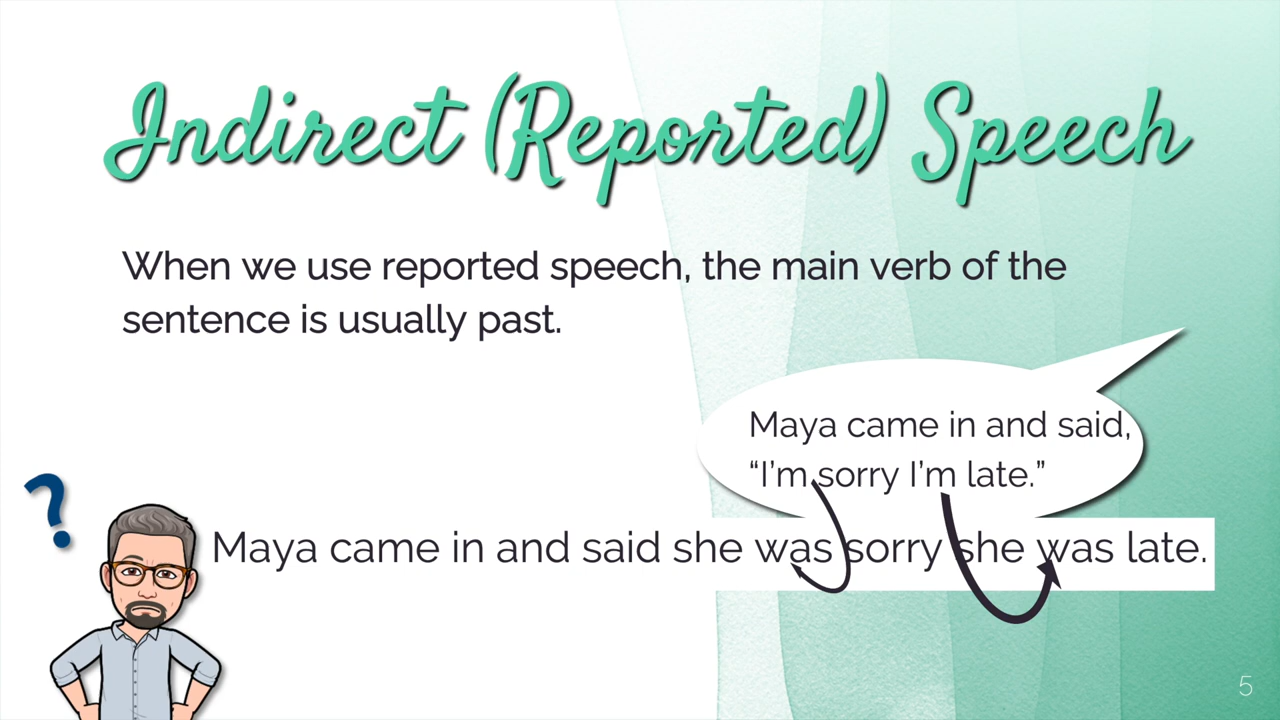 Indirect (Reported) Speech
When we use reported speech, the main verb of the
sentence is usually past.
Maya came in and said,
“I’m sorry I’m late.”
?
Maya came in and said she was sorry she was late.
5